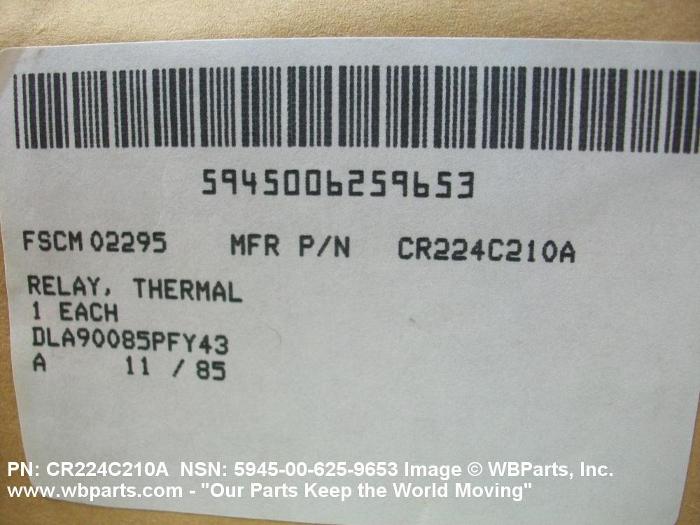 5945006259653
FSCM 02295 MFR P/N CR224C210A
RELAY, THERMAL
1 EACH
DLA90085PFY43
A 11 / 85
PN: CR224C210A NSN: 5945-00-625-9653 Image © WBParts, Inc.
www.wbparts.com - "Our Parts Keep the World Moving"